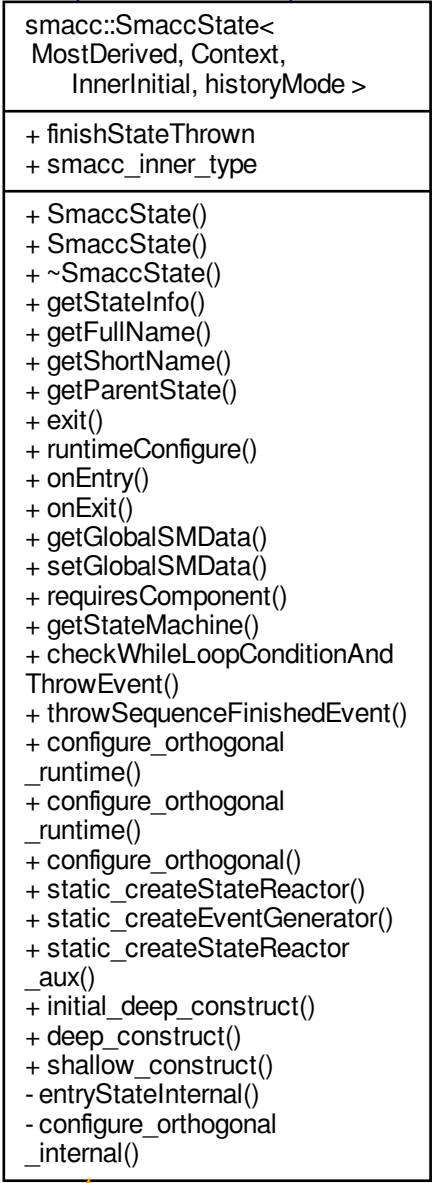 smacc::SmaccState<
MostDerived, Context,
InnerInitial, historyMode >
+ finishStateThrown
+ smacc_inner_type
+ SmaccState()
+ SmaccState()
+ ~SmaccState()
+ getStateInfo()
+ getFullName()
+ getShortName()
+ getParentState()
+ exit()
+ runtimeConfigure()
+ onEntry()
+ onExit()
+ getGlobalSMData()
+ setGlobalSMData()
+ requiresComponent()
+ getStateMachine()
+ checkWhileLoopConditionAnd
ThrowEvent()
+ throwSequenceFinishedEvent()
+ configure_orthogonal
_runtime()
+ configure_orthogonal
_runtime()
+ configure_orthogonal()
+ static_createStateReactor()
+ static_createEventGenerator()
+ static_createStateReactor
_aux()
+ initial_deep_construct()
+ deep_construct()
+ shallow_construct()
- entryStateInternal()
- configure_orthogonal
_internal()